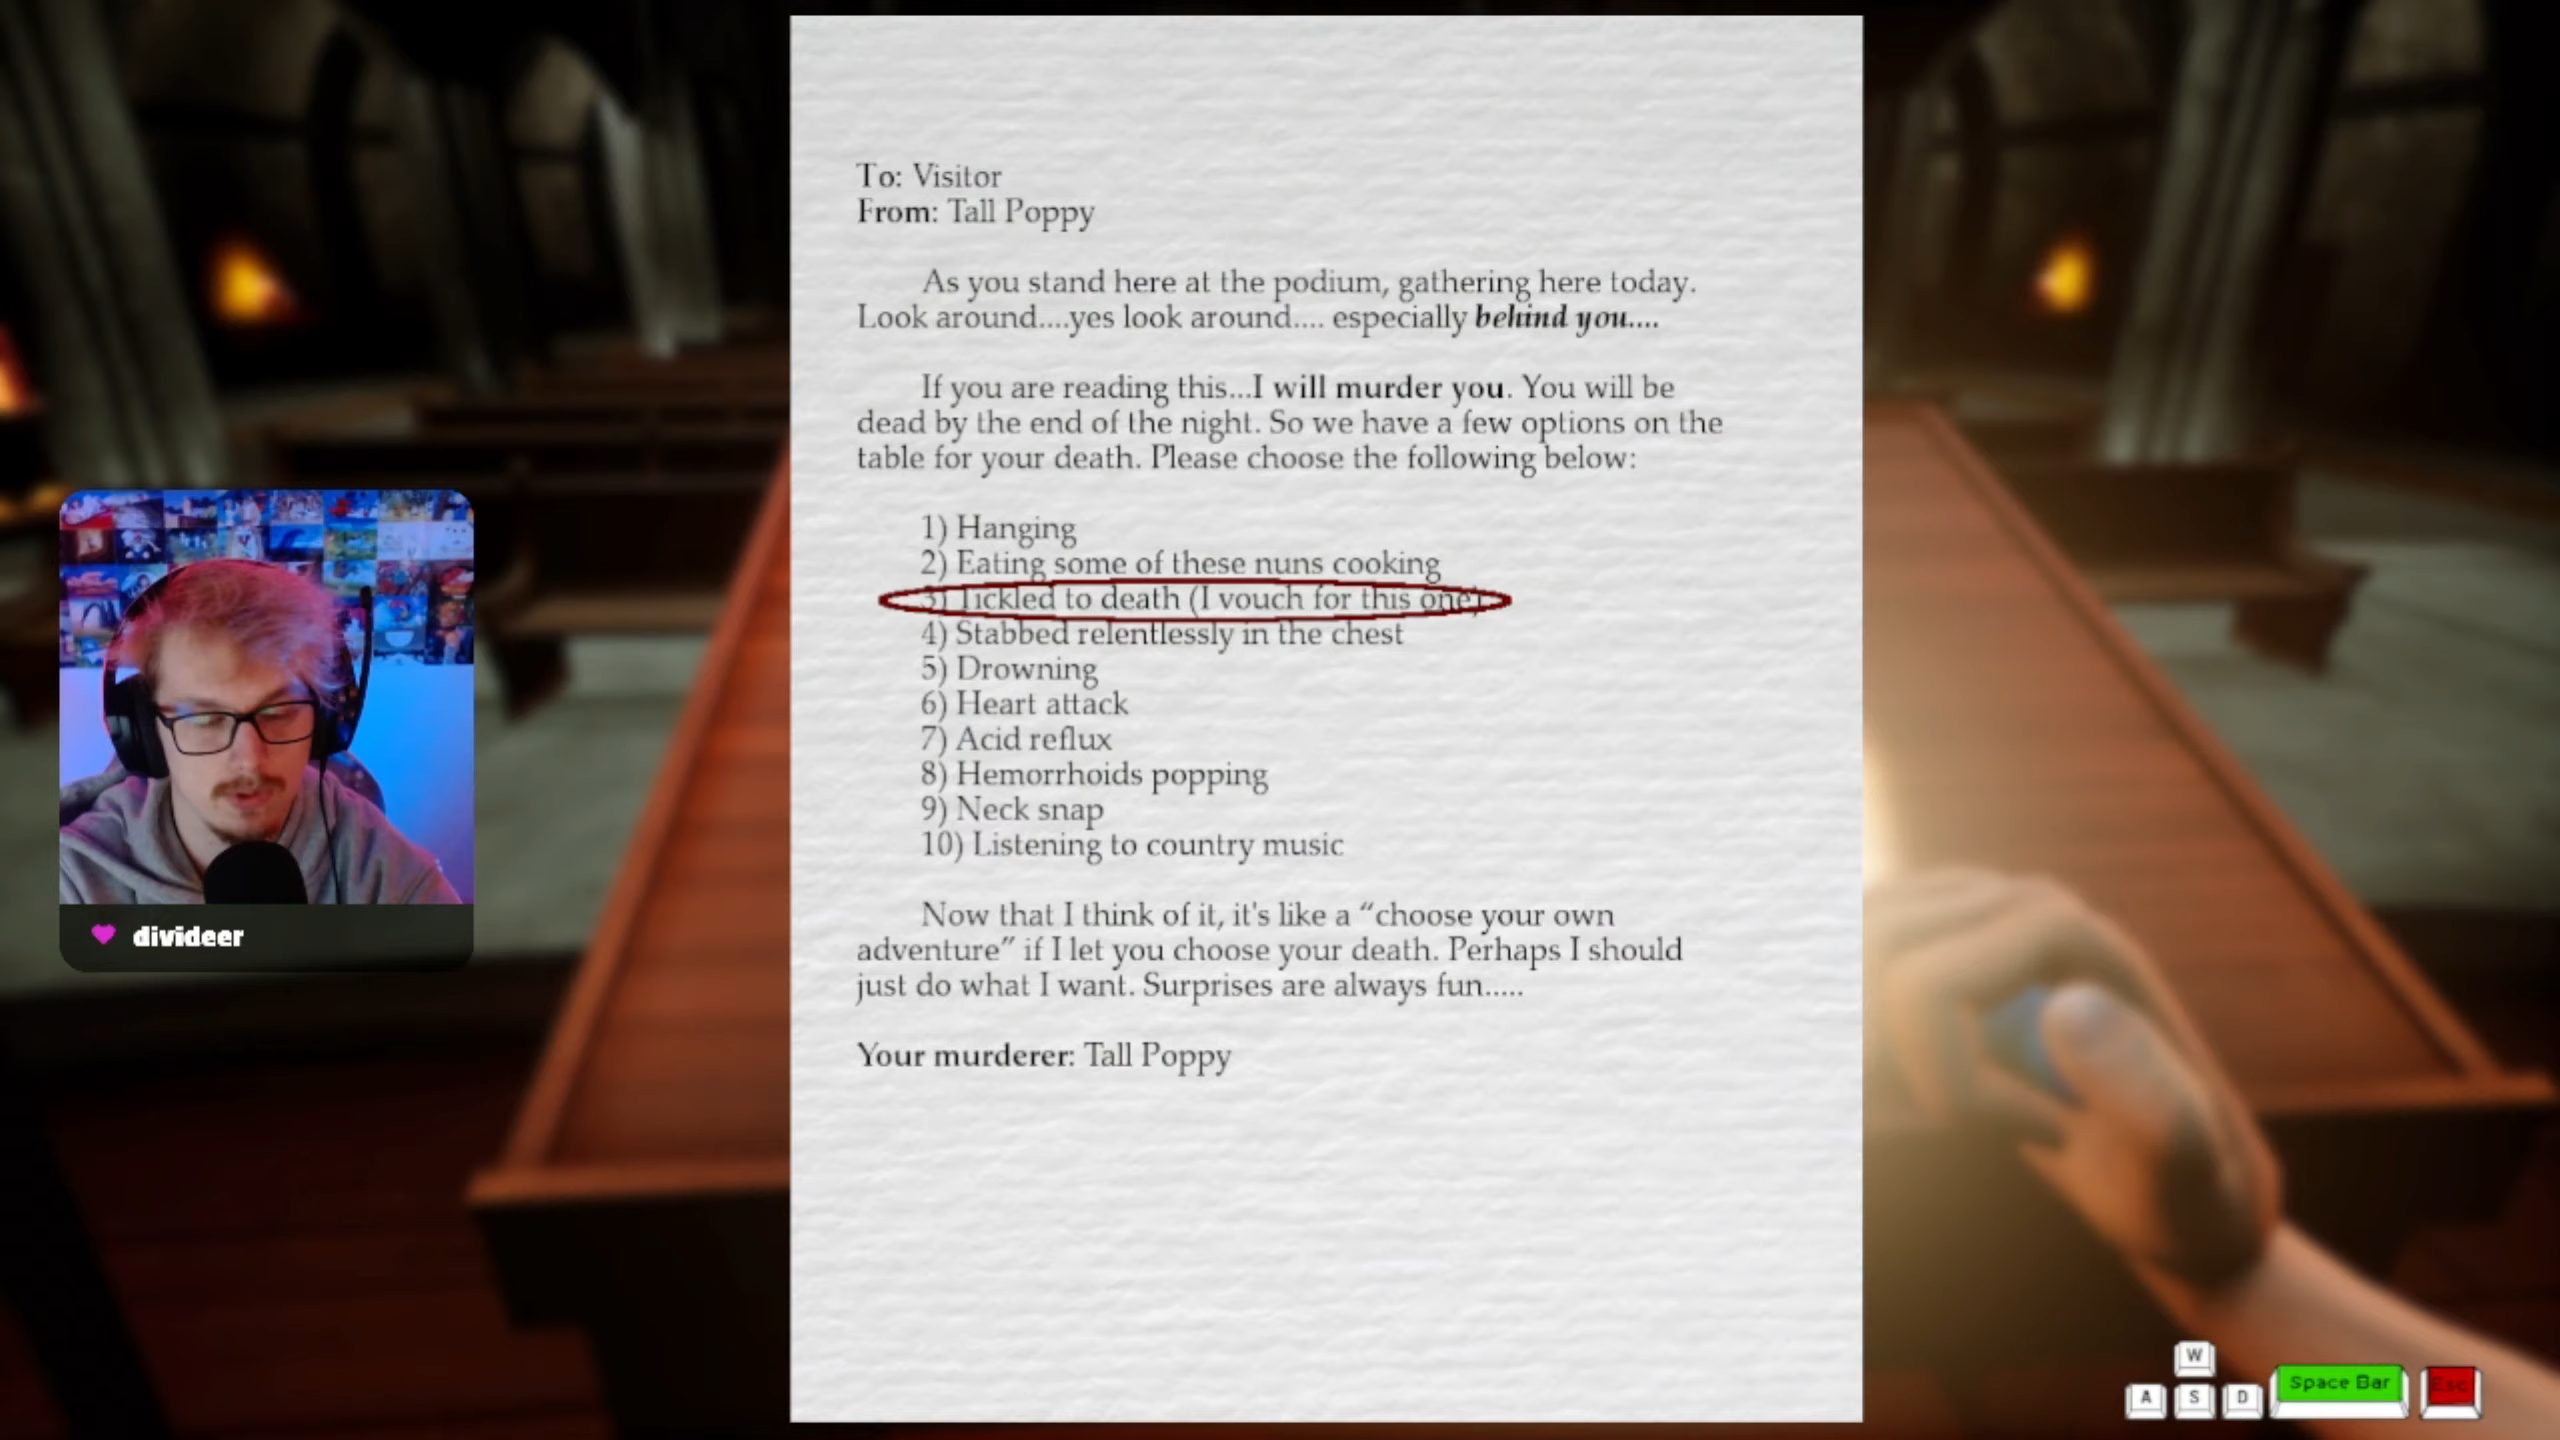 To: Visitor
From: Tall Poppy
As you stand here at the podium, gathering here today.
Look around....yes look around.... especially behind you....
If you are reading this...I will murder you. You will be
dead by the end of the night. So we have a few options on the
table for your death. Please choose the following below:
1) Hanging
2) Eating some of these nuns cooking
3) Tickled to death (I vouch for this one)
4) Stabbed relentlessly in the chest
5) Drowning
6) Heart attack
7) Acid reflux
8) Hemorrhoids popping
9) Neck snap
10) Listening to country music
Now that I think of it, it's like a “choose your own
adventure” if I let you choose your death. Perhaps I should
just do what I want. Surprises are always fun.....
Your murderer: Tall Poppy
divideer
W
A S D Space Bar Esc